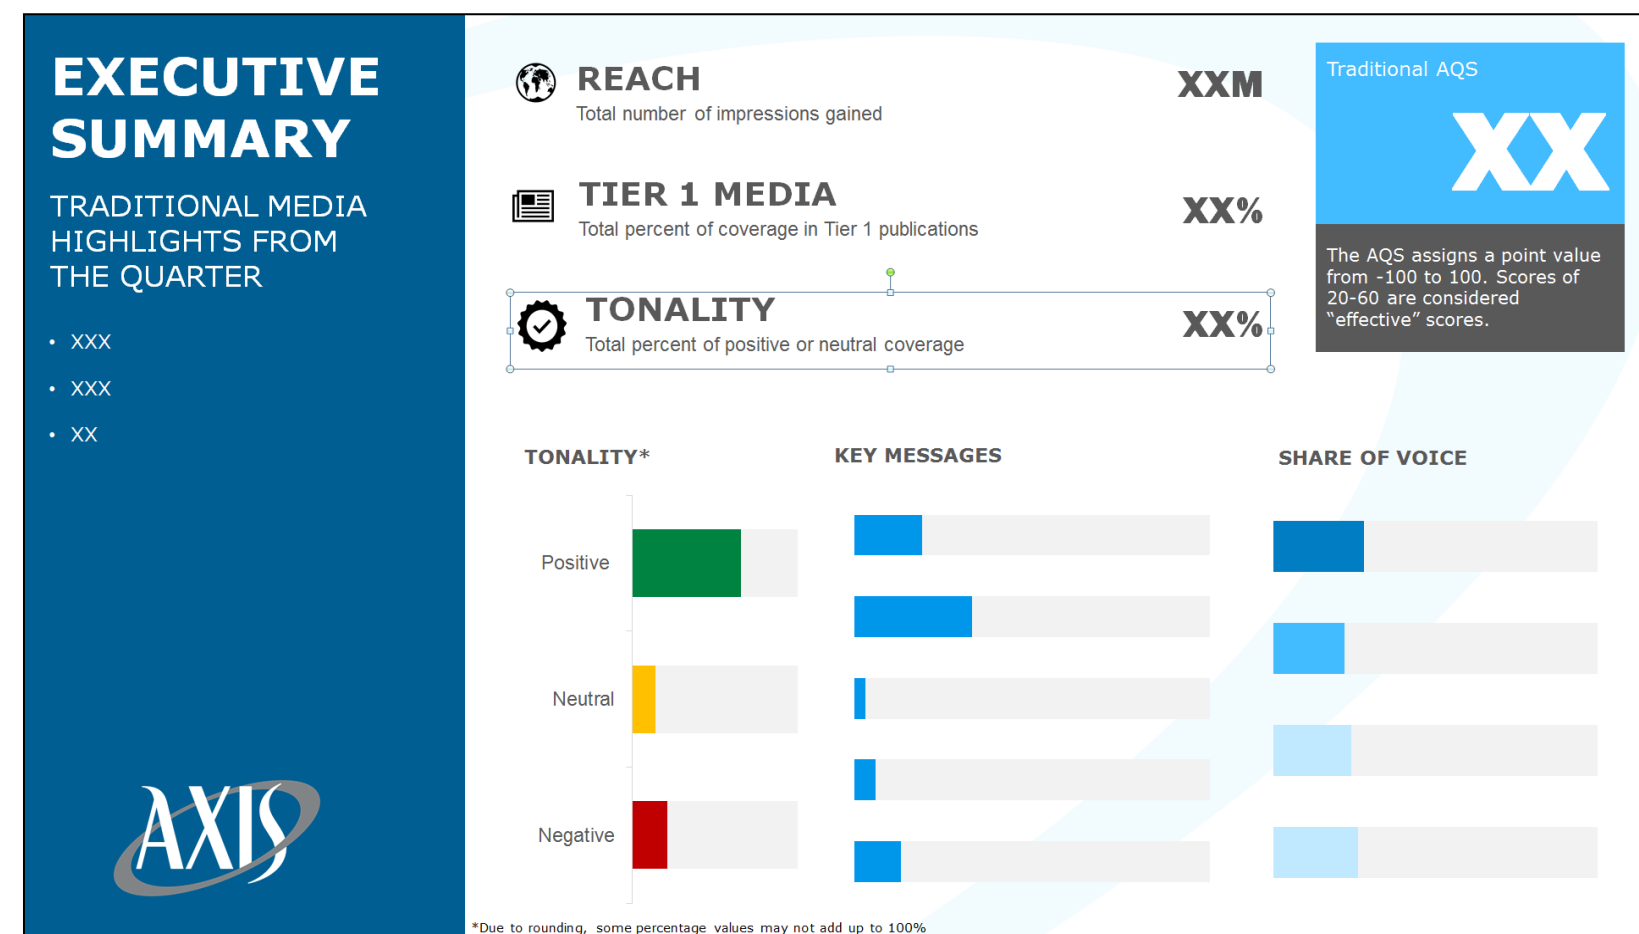 EXECUTIVE
SUMMARY
TRADITIONAL MEDIA
HIGHLIGHTS FROM
THE QUARTER
• XXX
• XXX
• XX
AXIS
REACH
Total number of impressions gained
XXM
TIER 1 MEDIA
Total percent of coverage in Tier 1 publications
XX%
TONALITY
Total percent of positive or neutral coverage
XX%
Traditional AQS
XX
The AQS assigns a point value
from -100 to 100. Scores of
20-60 are considered
“effective” scores.
TONALITY*
Positive
Neutral
Negative
KEY MESSAGES
SHARE OF VOICE
*Due to rounding, some percentage values may not add up to 100%